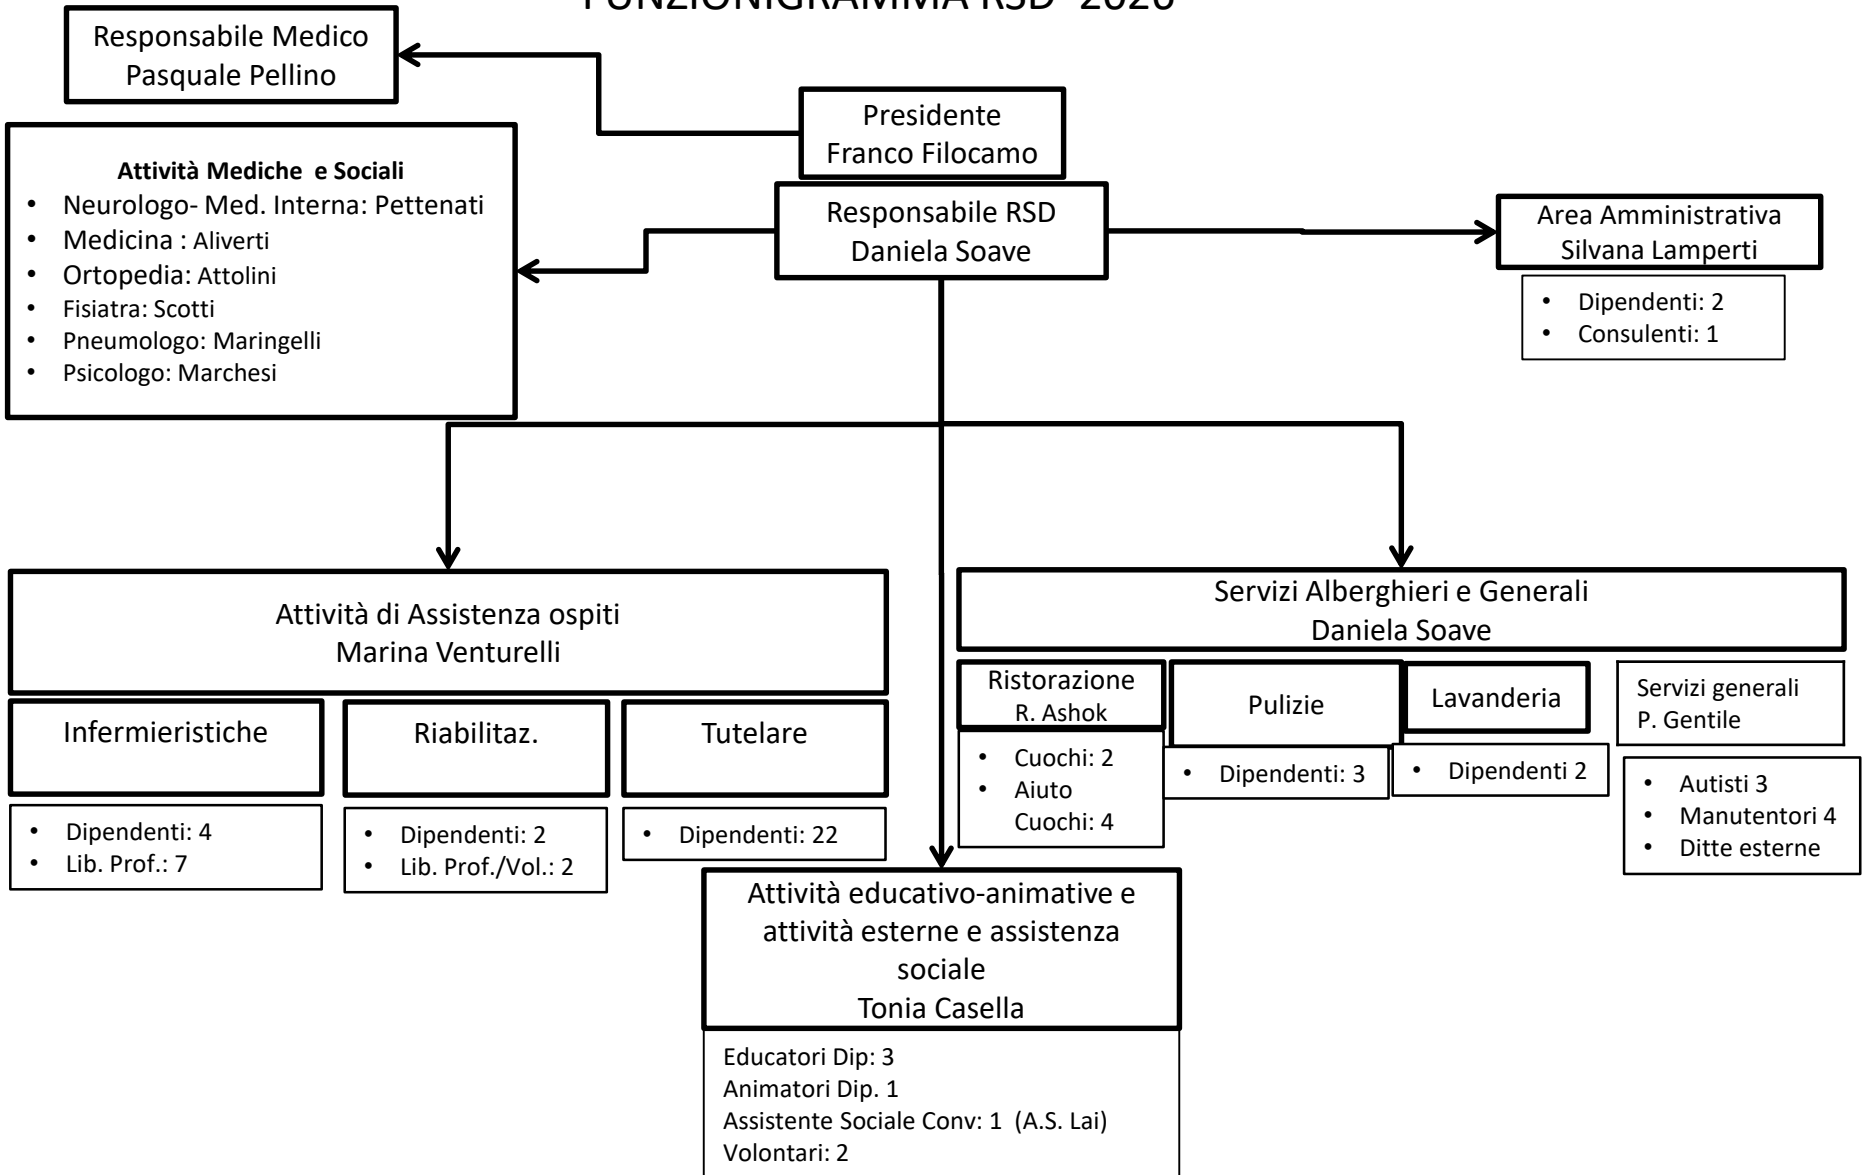 FUNZIONIGRAMMA RSD 2026
Responsabile Medico
Pasquale Pellino
Presidente
Franco Filocamo
Attività Mediche e Sociali
• Neurologo- Med. Interna: Pettenati
• Medicina : Aliverti
• Ortopedia: Attolini
• Fisiatra: Scotti
• Pneumologo: Maringelli
• Psicologo: Marchesi
Responsabile RSD
Daniela Soave
Area Amministrativa
Silvana Lamperti
• Dipendenti: 2
• Consulenti: 1
Attività di Assistenza ospiti
Marina Venturelli
Infermieristiche
• Dipendenti: 4
• Lib. Prof.: 7
Riabilitaz.
• Dipendenti: 2
• Lib. Prof./Vol.: 2
Tutelare
• Dipendenti: 22
Servizi Alberghieri e Generali
Daniela Soave
Ristorazione
R. Ashok
• Cuochi: 2
• Aiuto
Cuochi: 4
Pulizie
• Dipendenti: 3
Lavanderia
• Dipendenti 2
Servizi generali
P. Gentile
• Autisti 3
• Manutentori 4
• Ditte esterne
Attività educativo-animative e
attività esterne e assistenza
sociale
Tonia Casella
Educatori Dip: 3
Animatori Dip. 1
Assistente Sociale Conv: 1 (A.S. Lai)
Volontari: 2